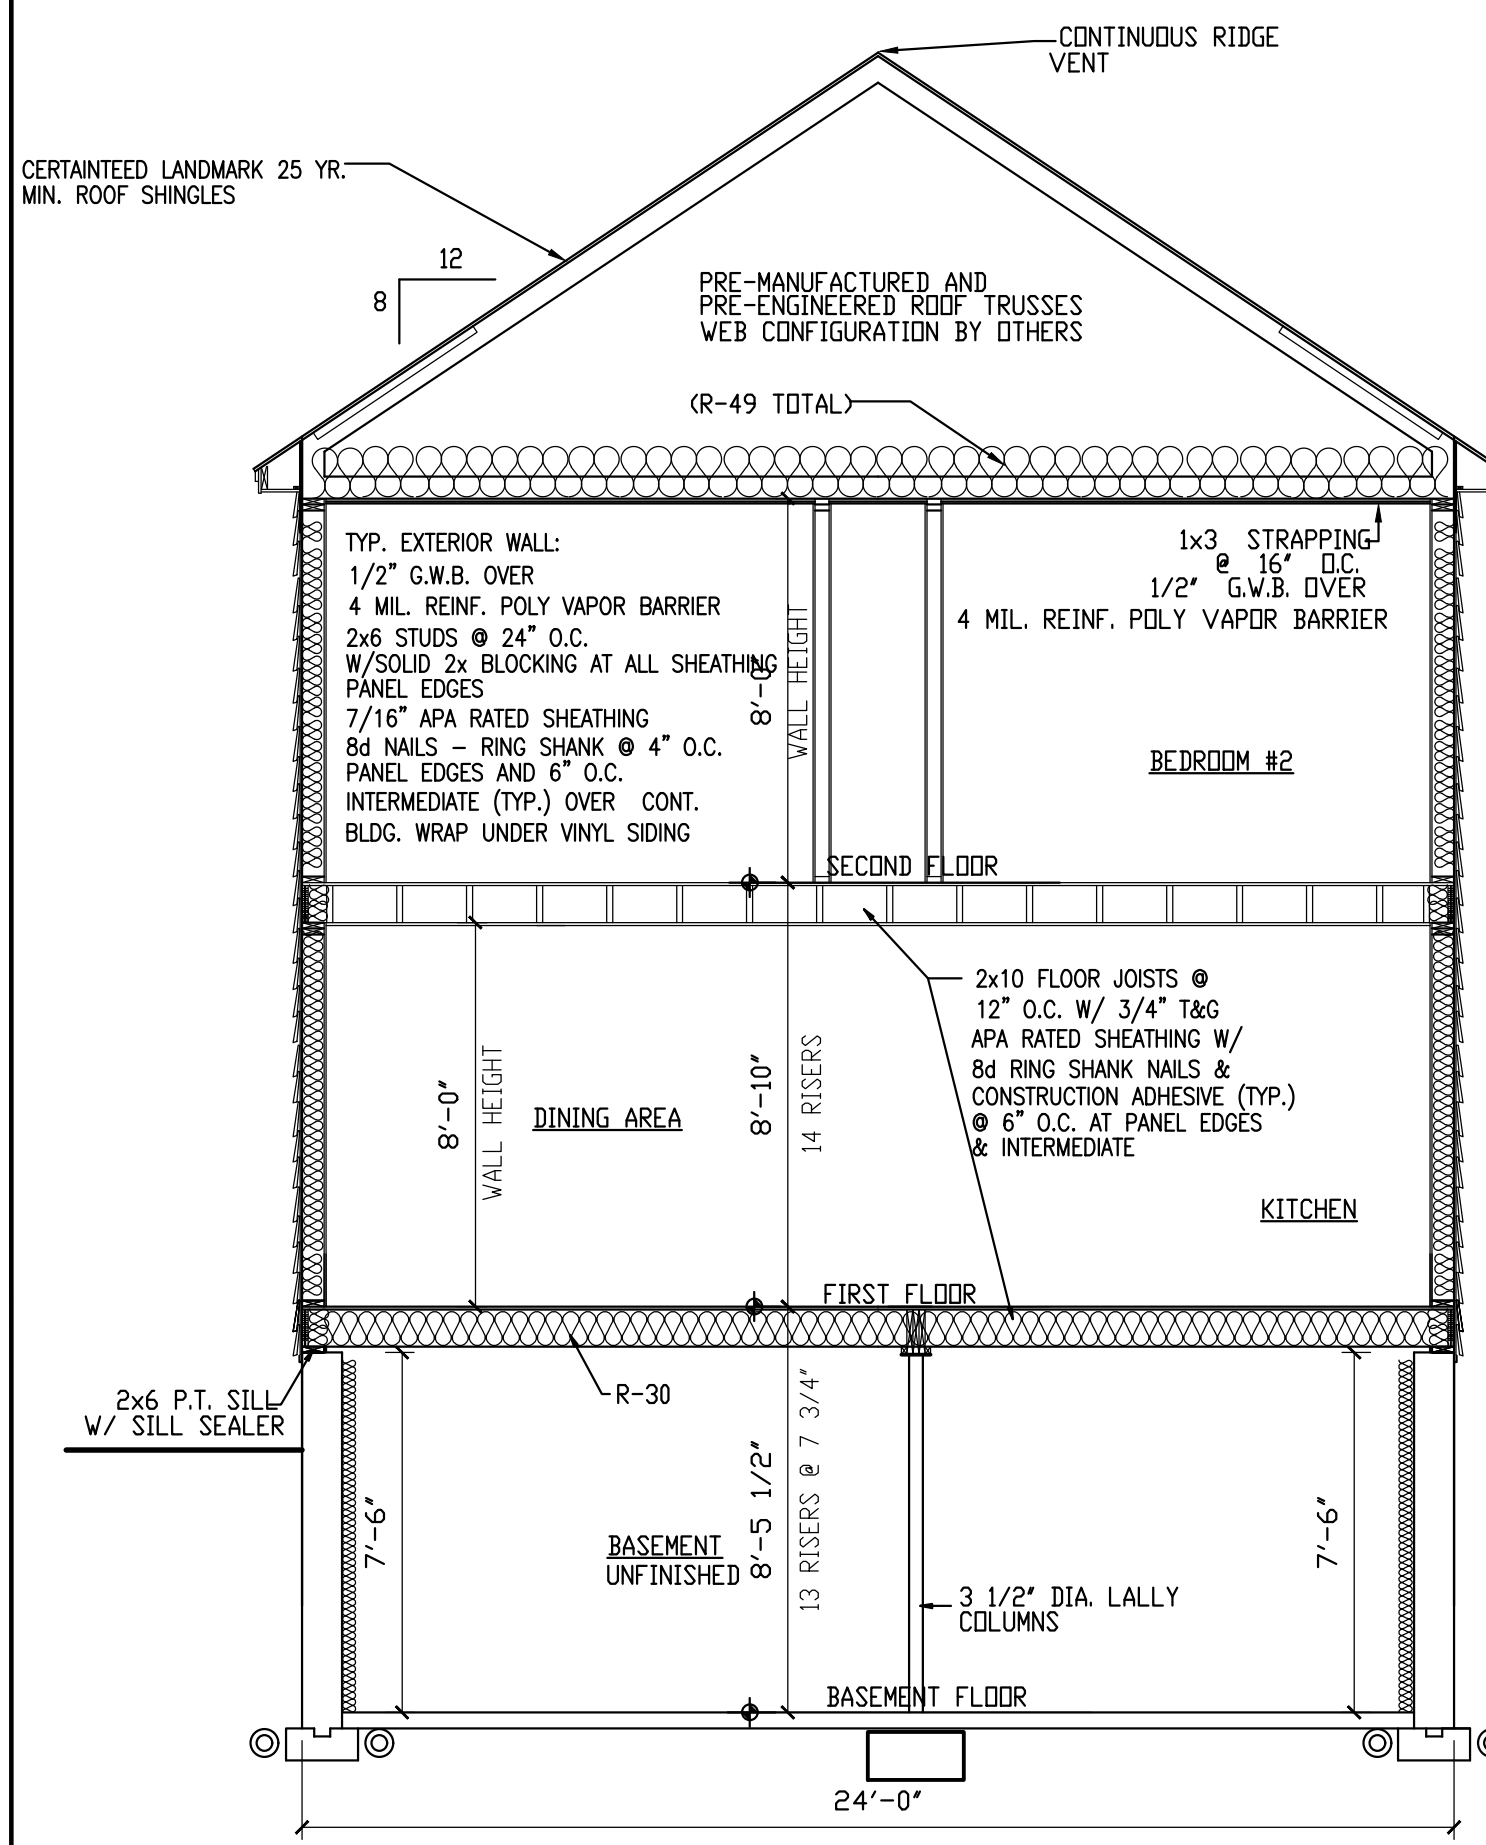 CONTINUOUS RIDGE
VENT
CERTAINTEED LANDMARK 25 YR.
MIN. ROOF SHINGLES
12
8
PRE-MANUFACTURED AND
PRE-ENGINEERED ROOF TRUSSES
WEB CONFIGURATION BY OTHERS
(R-49 TOTAL)
TYP. EXTERIOR WALL:
1/2" G.W.B. OVER
4 MIL. REINF. POLY VAPOR BARRIER
2x6 STUDS @ 24" O.C.
W/SOLID 2x BLOCKING AT ALL SHEATHING
PANEL EDGES
7/16" APA RATED SHEATHING
8d NAILS - RING SHANK @ 4" O.C.
PANEL EDGES AND 6" O.C.
INTERMEDIATE (TYP.) OVER CONT.
BLDG. WRAP UNDER VINYL SIDING
8'-0"
WALL HEIGHT
1x3 STRAPPING
@ 16" O.C.
1/2" G.W.B. OVER
4 MIL. REINF. POLY VAPOR BARRIER
BEDROOM #2
SECOND FLOOR
8'-0"
WALL HEIGHT
DINING AREA
8'-10"
14 RISERS
2x10 FLOOR JOISTS @
12" O.C. W/ 3/4" T&G
APA RATED SHEATHING W/
8d RING SHANK NAILS &
CONSTRUCTION ADHESIVE (TYP.)
@ 6" O.C. AT PANEL EDGES
& INTERMEDIATE
KITCHEN
FIRST FLOOR
2x6 P.T. SILL
W/ SILL SEALER
R-30
7'-6"
BASEMENT
UNFINISHED
8'-5 1/2"
13 RISERS @ 7 3/4"
3 1/2" DIA. LALLY
COLUMNS
7'-6"
BASEMENT FLOOR
24'-0"